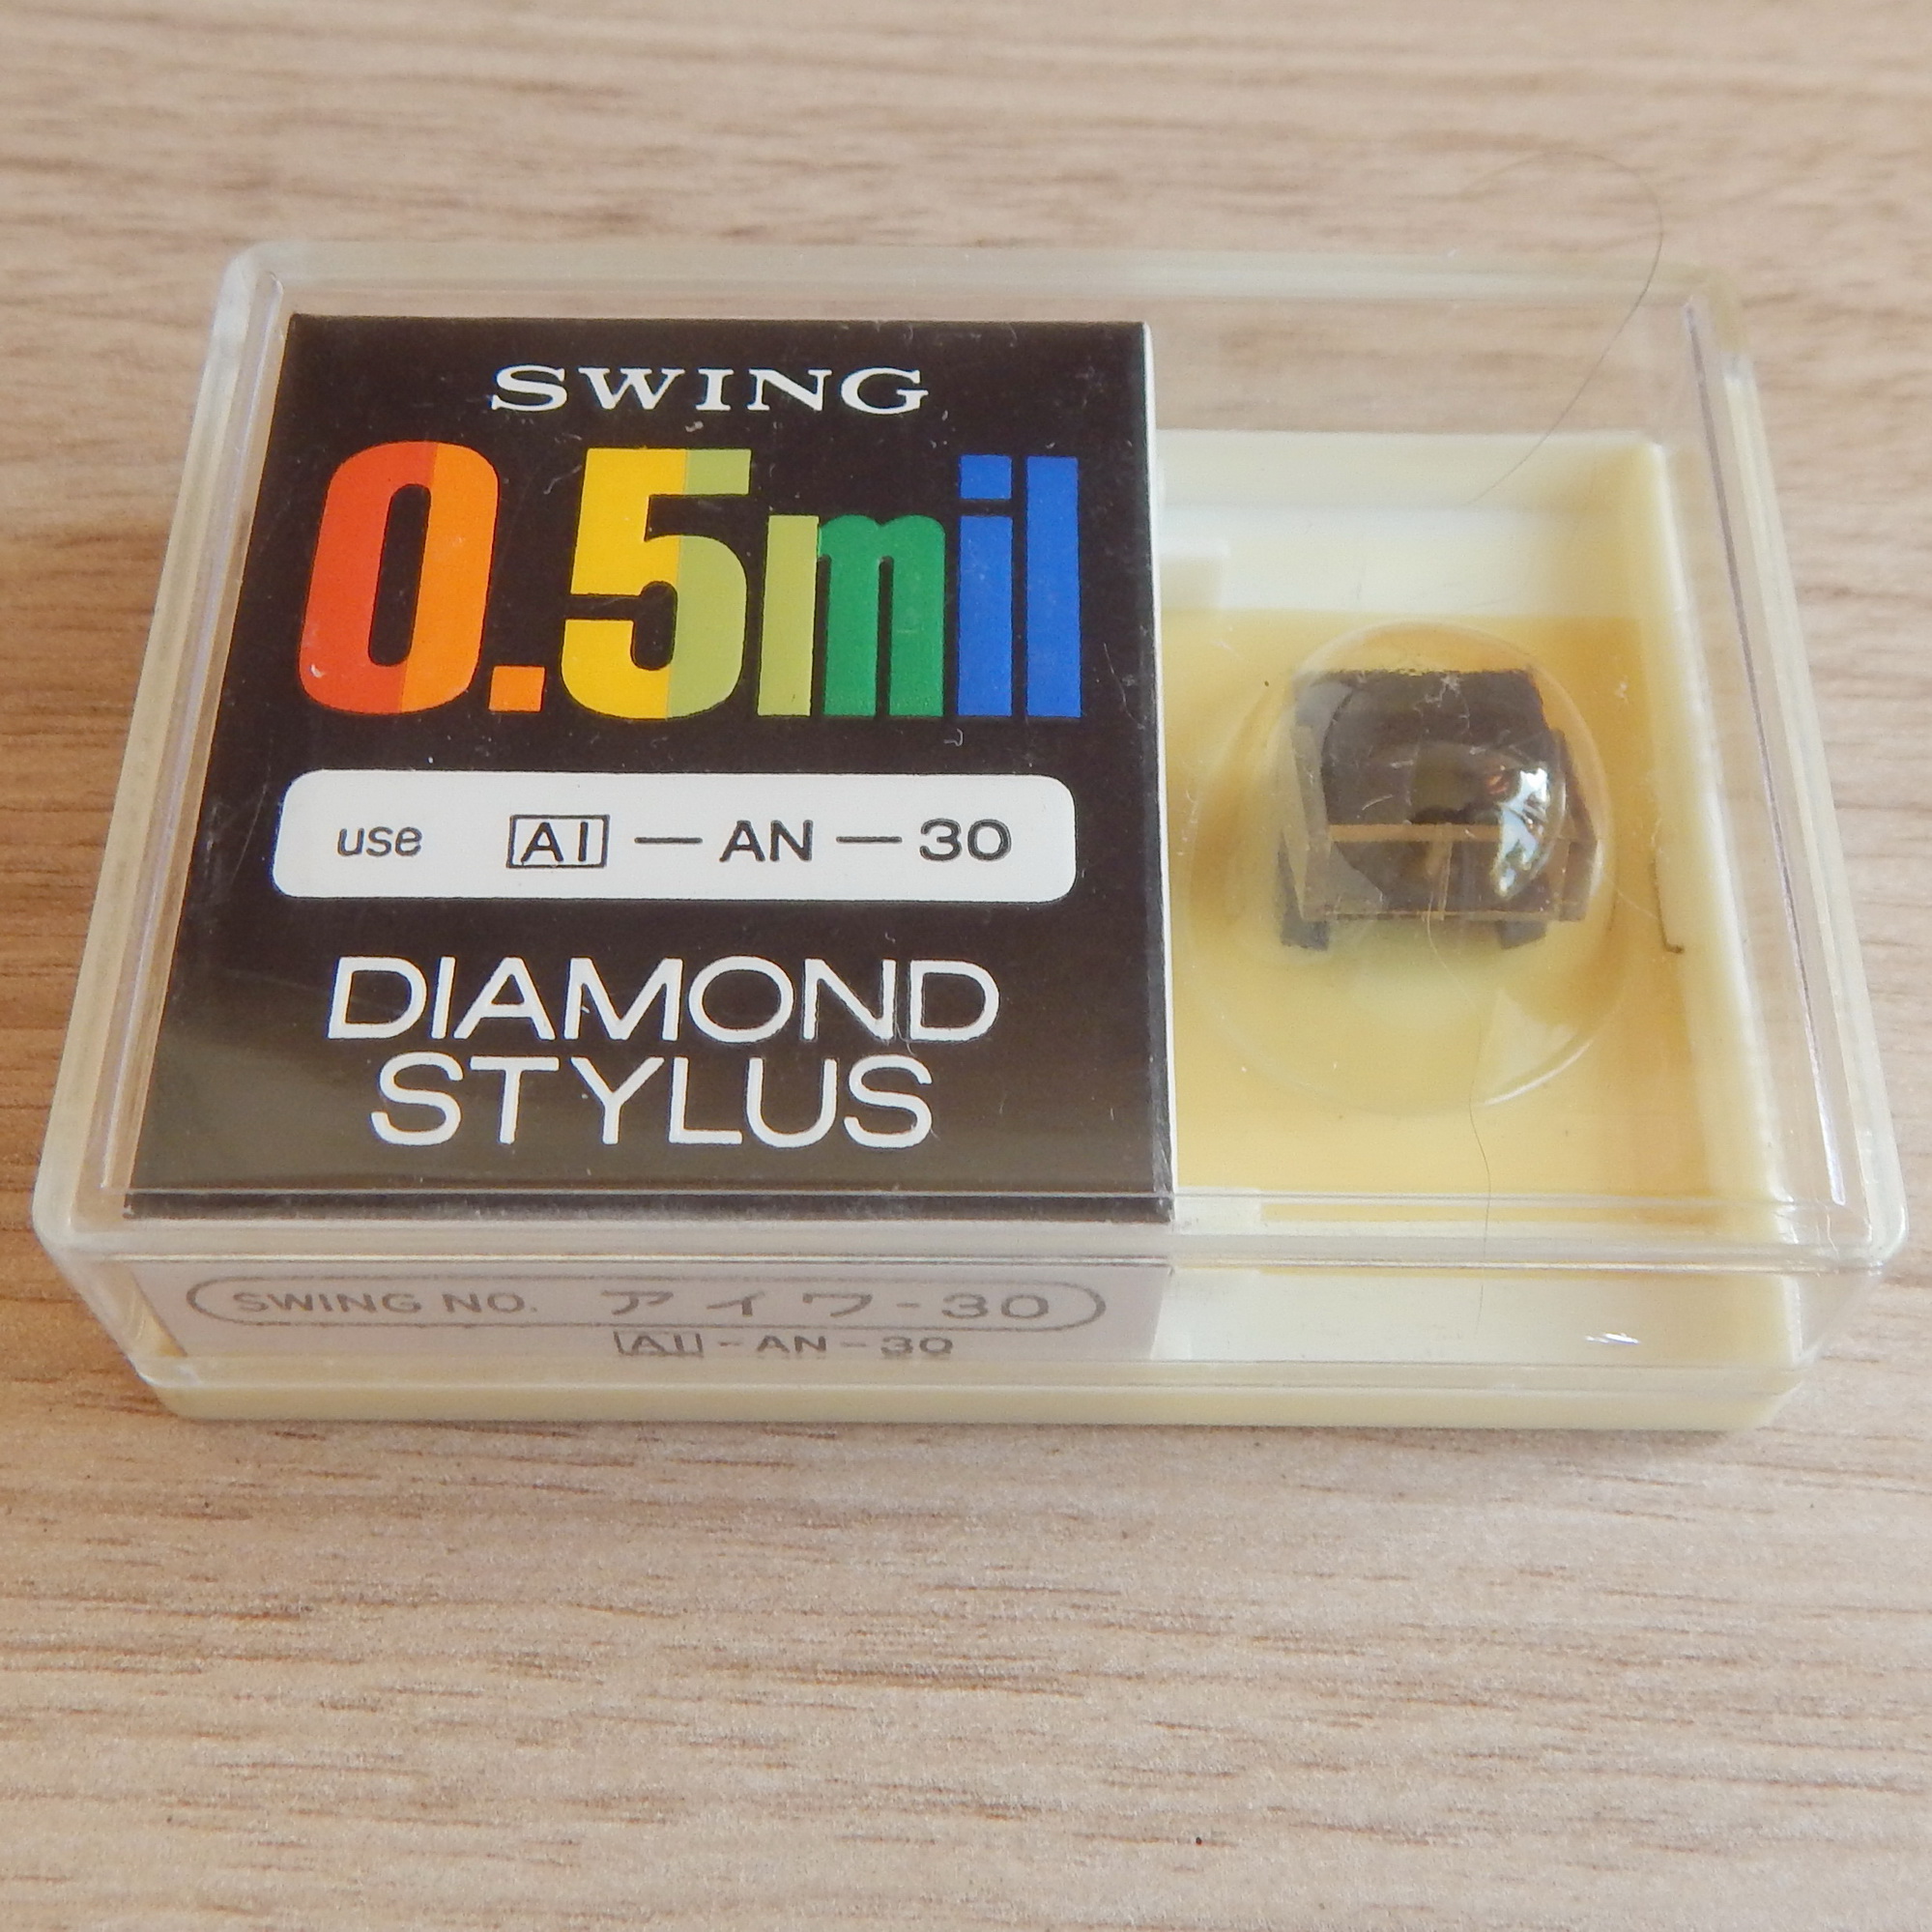 SWING
0.5mil
use AI — AN — 30
DIAMOND
STYLUS
SWING NO. アイワ-30
AI-AN-30